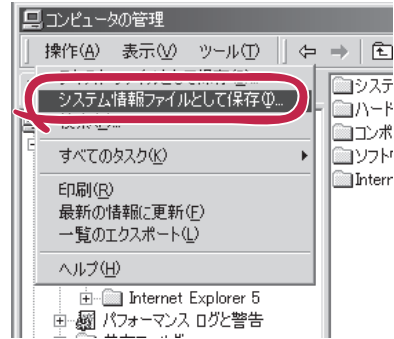 コンピュータの管理
操作(A) 表示(V) ツール(T)
システム情報ファイルとして保存(I)...
すべてのタスク(K)
印刷(R)
最新の情報に更新(F)
一覧のエクスポート(L)
ヘルプ(H)
システ
ハード
コンポ
ソフトウ
Interr
Internet Explorer 5
パフォーマンス ログと警告